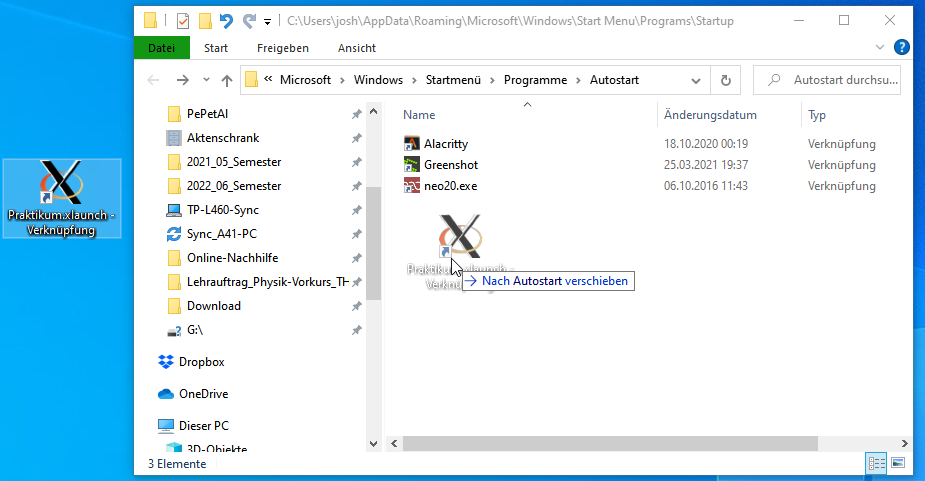 C:\Users\josh\AppData\Roaming\Microsoft\Windows\Start Menu\Programs\Startup
Datei Start Freigeben Ansicht
« Microsoft > Windows > Startmenü > Programme > Autostart
Autostart durchsu...
Praktikum.xlaunch -
Verknüpfung
PePetAI
Aktenschrank
2021_05_Semester
2022_06_Semester
TP-L460-Sync
Sync_A41-PC
Online-Nachhilfe
Lehrauftrag_Physik-Vorkurs_TH
Download
G:\
Dropbox
OneDrive
Dieser PC
3D-Objekte
Name Änderungsdatum Typ
Alacritty 18.10.2020 00:19 Verknüpfung
Greenshot 25.03.2021 19:37 Verknüpfung
neo20.exe 06.10.2016 11:43 Verknüpfung
Nach Autostart verschieben
3 Elemente